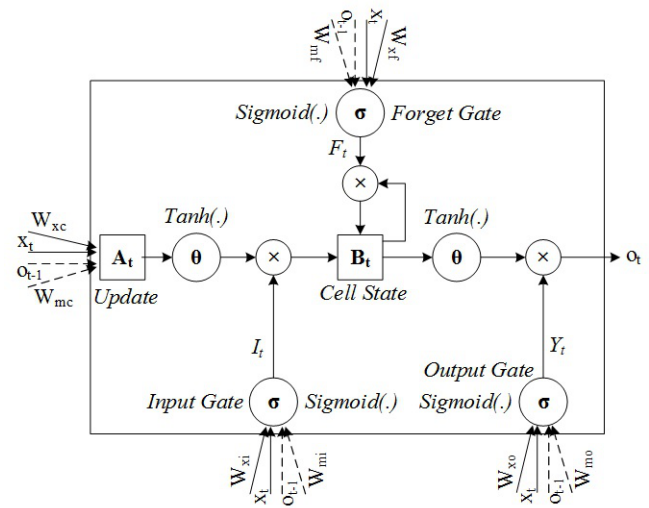 W_mf
o_t-1
x_t
W_xf
Sigmoid(.) σ Forget Gate
F_t
×
Tanh(.) Tanh(.)
W_xc
x_t
o_t-1
W_mc
A_t θ × B_t θ × o_t
Update
Cell State
I_t
Y_t
Output Gate
Input Gate σ Sigmoid(.) Sigmoid(.) σ
W_xi
x_t
o_t-1
W_mi
W_xo
x_t
o_t-1
W_mo